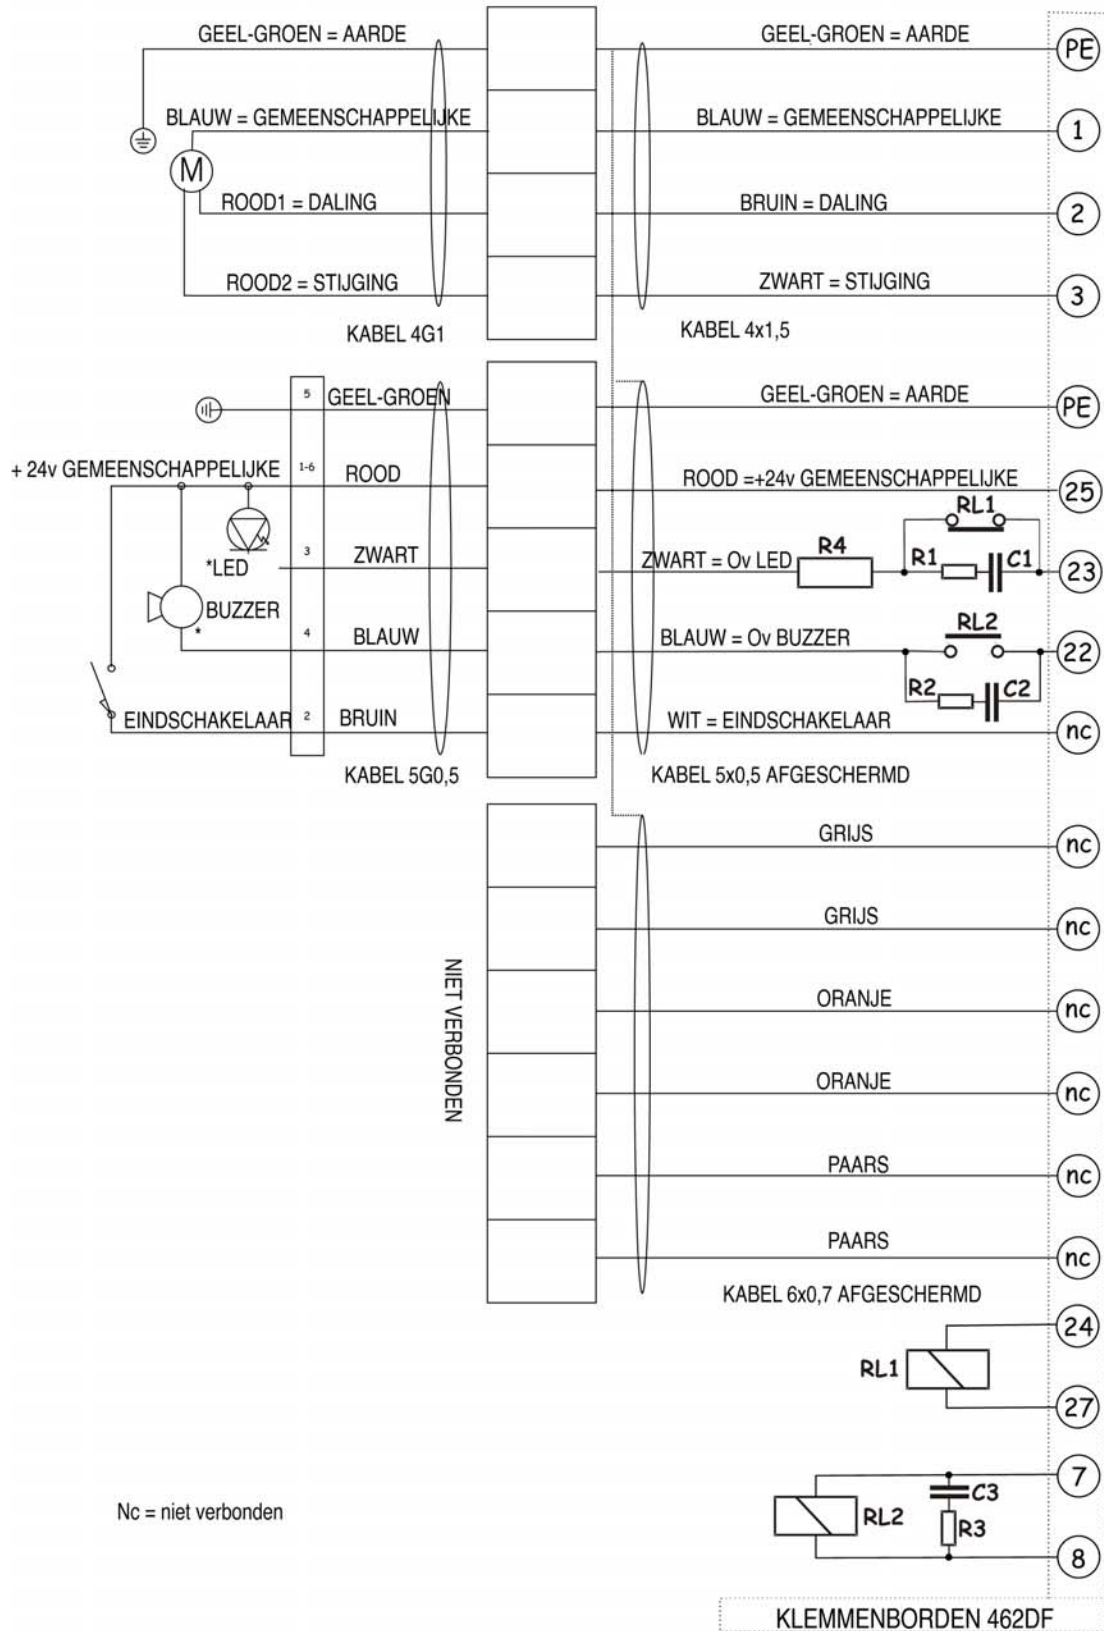 GEEL-GROEN = AARDE
GEEL-GROEN = AARDE
PE
BLAUW = GEMEENSCHAPPELIJKE
BLAUW = GEMEENSCHAPPELIJKE
1
M
ROOD1 = DALING
BRUIN = DALING
2
ROOD2 = STIJGING
ZWART = STIJGING
3
KABEL 4G1
KABEL 4x1,5
5
GEEL-GROEN
GEEL-GROEN = AARDE
PE
+ 24v GEMEENSCHAPPELIJKE
1-6
ROOD
ROOD =+24v GEMEENSCHAPPELIJKE
25
RL1
*LED
3
ZWART
ZWART = Ov LED
R4
R1
C1
23
BUZZER
*
4
BLAUW
BLAUW = Ov BUZZER
RL2
22
R2
C2
EINDSCHAKELAAR
2
BRUIN
WIT = EINDSCHAKELAAR
nc
KABEL 5G0,5
KABEL 5x0,5 AFGESCHERMD
GRIJS
nc
GRIJS
nc
NIET VERBONDEN
ORANJE
nc
ORANJE
nc
PAARS
nc
PAARS
nc
KABEL 6x0,7 AFGESCHERMD
24
RL1
27
7
C3
Nc = niet verbonden
RL2
R3
8
KLEMMENBORDEN 462DF